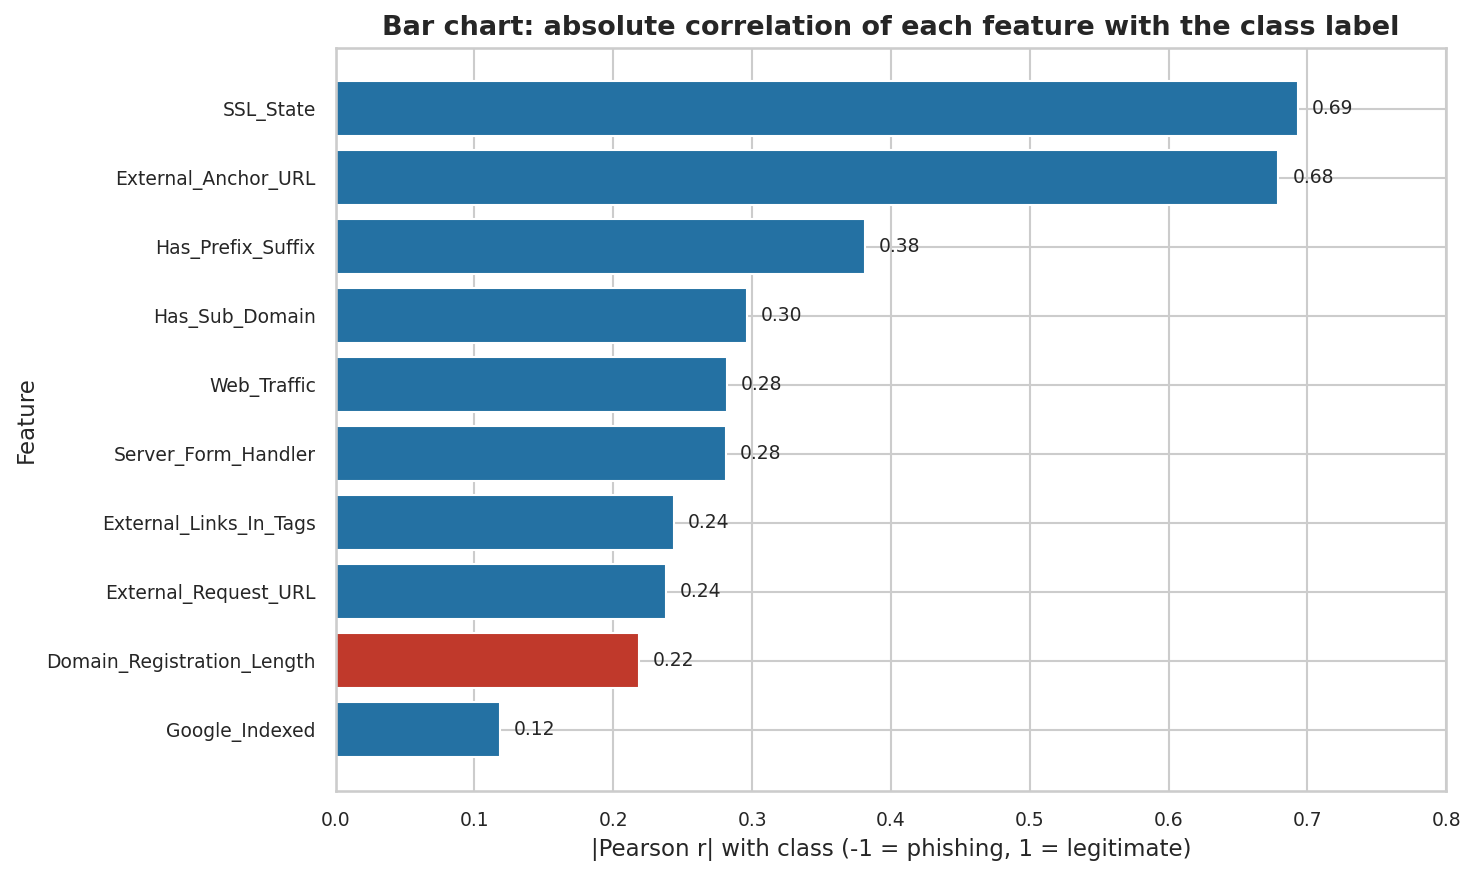 Bar chart: absolute correlation of each feature with the class label
Feature
SSL_State 0.69
External_Anchor_URL 0.68
Has_Prefix_Suffix 0.38
Has_Sub_Domain 0.30
Web_Traffic 0.28
Server_Form_Handler 0.28
External_Links_In_Tags 0.24
External_Request_URL 0.24
Domain_Registration_Length 0.22
Google_Indexed 0.12
0.0 0.1 0.2 0.3 0.4 0.5 0.6 0.7 0.8
|Pearson r| with class (-1 = phishing, 1 = legitimate)